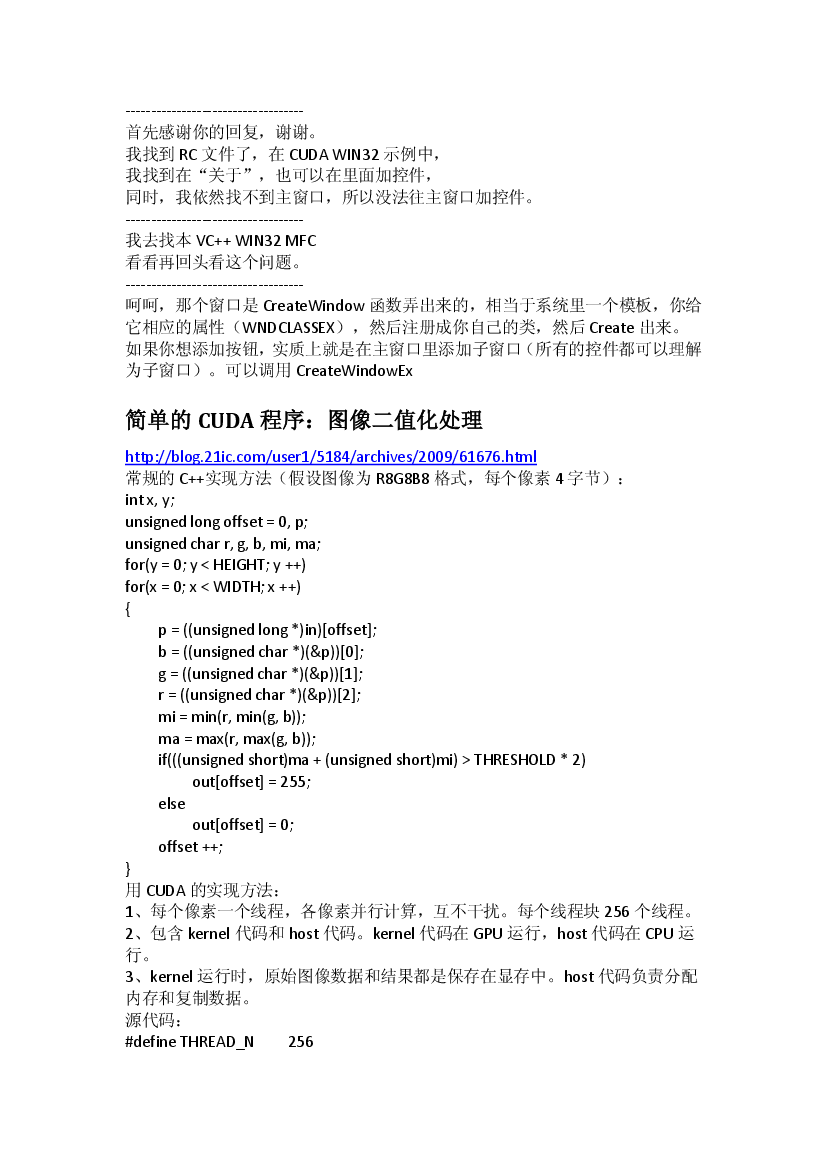 -----------------------------------
首先感谢你的回复，谢谢。
我找到 RC 文件了，在 CUDA WIN32 示例中，
我找到在“关于”，也可以在里面加控件，
同时，我依然找不到主窗口，所以没法往主窗口加控件。
-----------------------------------
我去找本 VC++ WIN32 MFC
看看再回头看这个问题。
-----------------------------------
呵呵，那个窗口是 CreateWindow 函数弄出来的，相当于系统里一个模板，你给
它相应的属性（WNDCLASSEX），然后注册成你自己的类，然后 Create 出来。
如果你想添加按钮，实质上就是在主窗口里添加子窗口（所有的控件都可以理解
为子窗口）。可以调用 CreateWindowEx
简单的 CUDA 程序：图像二值化处理
http://blog.21ic.com/user1/5184/archives/2009/61676.html
常规的 C++实现方法（假设图像为 R8G8B8 格式，每个像素 4 字节）：
int x, y;
unsigned long offset = 0, p;
unsigned char r, g, b, mi, ma;
for(y = 0; y < HEIGHT; y ++)
for(x = 0; x < WIDTH; x ++)
{
p = ((unsigned long *)in)[offset];
b = ((unsigned char *)(&p))[0];
g = ((unsigned char *)(&p))[1];
r = ((unsigned char *)(&p))[2];
mi = min(r, min(g, b));
ma = max(r, max(g, b));
if(((unsigned short)ma + (unsigned short)mi) > THRESHOLD * 2)
out[offset] = 255;
else
out[offset] = 0;
offset ++;
}
用 CUDA 的实现方法：
1、每个像素一个线程，各像素并行计算，互不干扰。每个线程块 256 个线程。
2、包含 kernel 代码和 host 代码。kernel 代码在 GPU 运行，host 代码在 CPU 运
行。
3、kernel 运行时，原始图像数据和结果都是保存在显存中。host 代码负责分配
内存和复制数据。
源代码：
#define THREAD_N 256